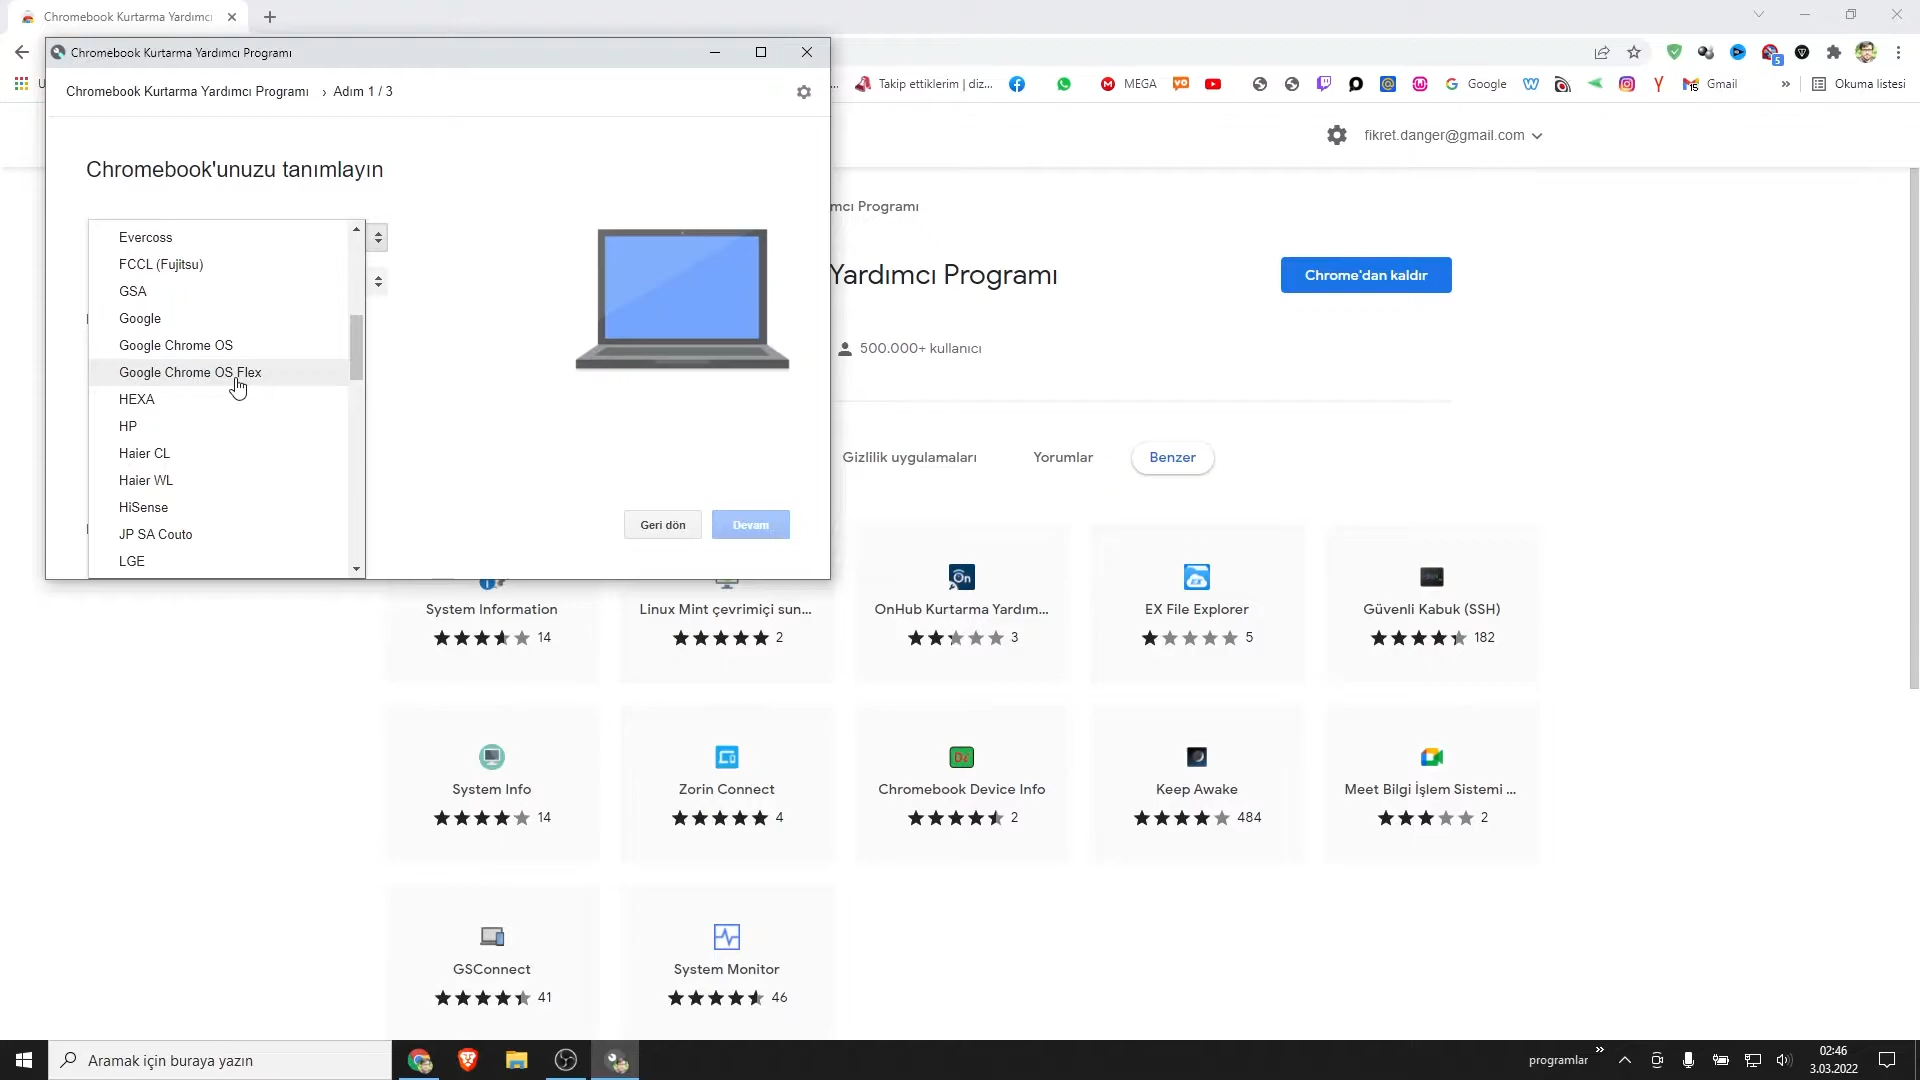 Chromebook Kurtarma Yardımcı
Chromebook Kurtarma Yardımcı Programı
Takip ettiklerim | diz...
MEGA
Google
Gmail
Okuma listesi
Chromebook Kurtarma Yardımcı Programı › Adım 1 / 3
fikret.danger@gmail.com
Chromebook'unuzu tanımlayın
mcı Programı
Yardımcı Programı
Chrome'dan kaldır
500.000+ kullanıcı
Evercoss
FCCL (Fujitsu)
GSA
Google
Google Chrome OS
Google Chrome OS Flex
HEXA
HP
Haier CL
Haier WL
HiSense
JP SA Couto
LGE
Geri dön
Devam
Gizlilik uygulamaları
Yorumlar
Benzer
System Information
14
Linux Mint çevrimiçi sun...
2
OnHub Kurtarma Yardım...
3
EX File Explorer
5
Güvenli Kabuk (SSH)
182
System Info
14
Zorin Connect
4
Chromebook Device Info
2
Keep Awake
484
Meet Bilgi İşlem Sistemi ...
2
GSConnect
41
System Monitor
46
Aramak için buraya yazın
programlar
02:46
3.03.2022